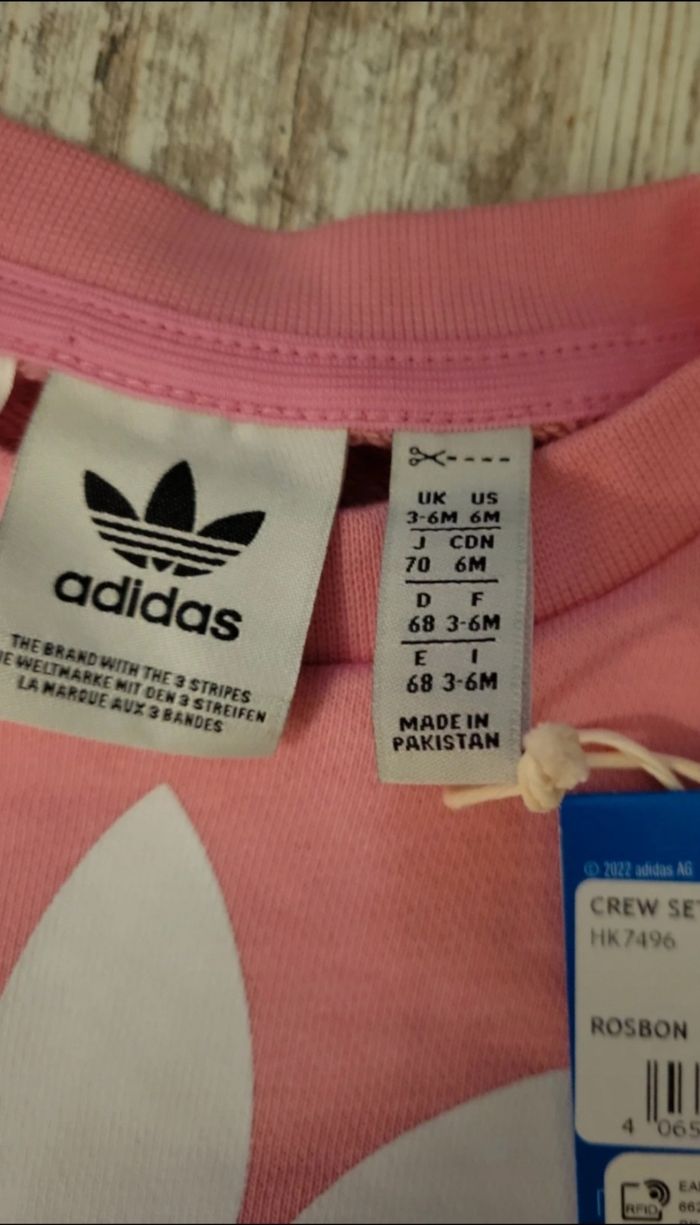 adidas
THE BRAND WITH THE 3 STRIPES
WELTMARKE MIT DEN 3 STREIFEN
LA MARQUE AUX 3 BANDES
UK US
3-6M 6M
J CDN
70 6M
D F
68 3-6M
E I
68 3-6M
MADE IN
PAKISTAN
© 2022 adidas AG
CREW
HK7496
ROSBON
4 065
RFID